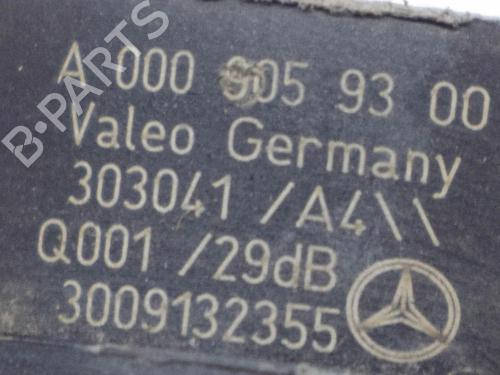 B-PARTS
A 000 905 93 00
Valeo Germany
303041 /A4\\
Q001 /29dB
3009132355